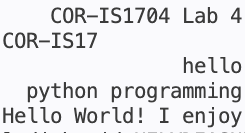 COR-IS1704 Lab 4
COR-IS17
hello
python programming
Hello World! I enjoy